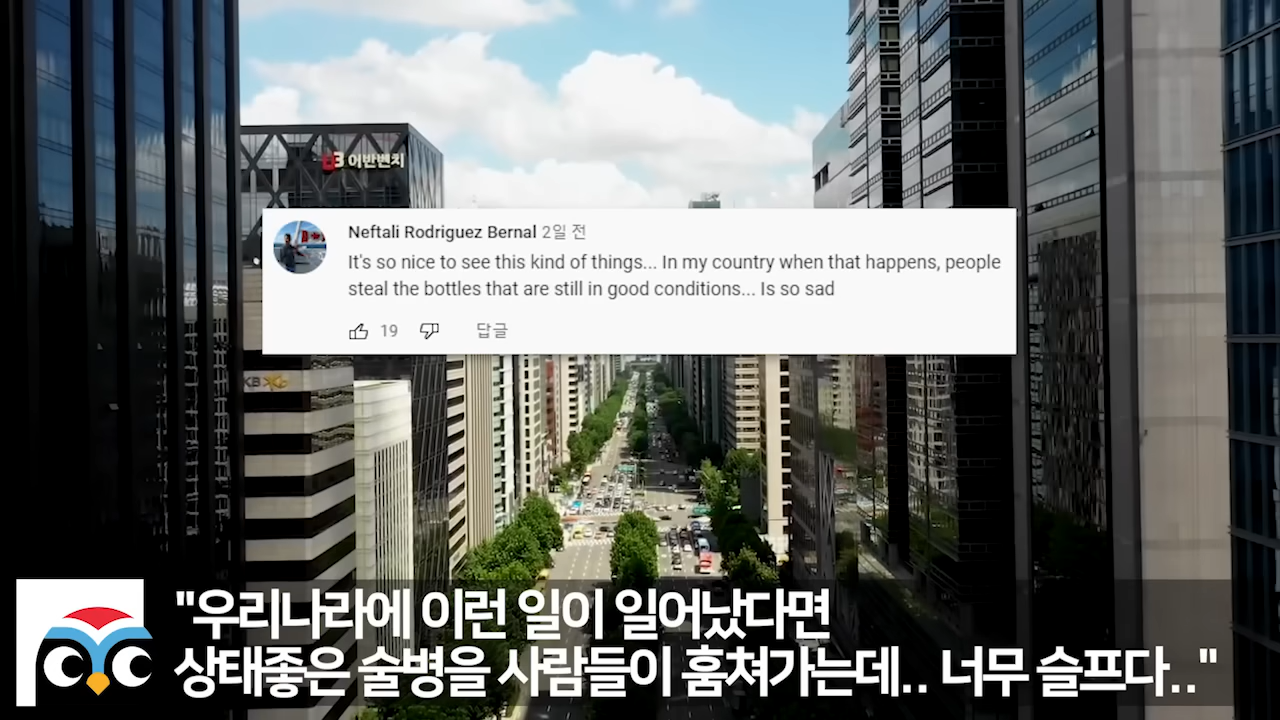 어반벤치
Neftali Rodriguez Bernal 2일 전
It's so nice to see this kind of things... In my country when that happens, people
steal the bottles that are still in good conditions... Is so sad
19
답글
KB
"우리나라에 이런 일이 일어났다면
상태좋은 술병을 사람들이 훔쳐가는데.. 너무 슬프다.."